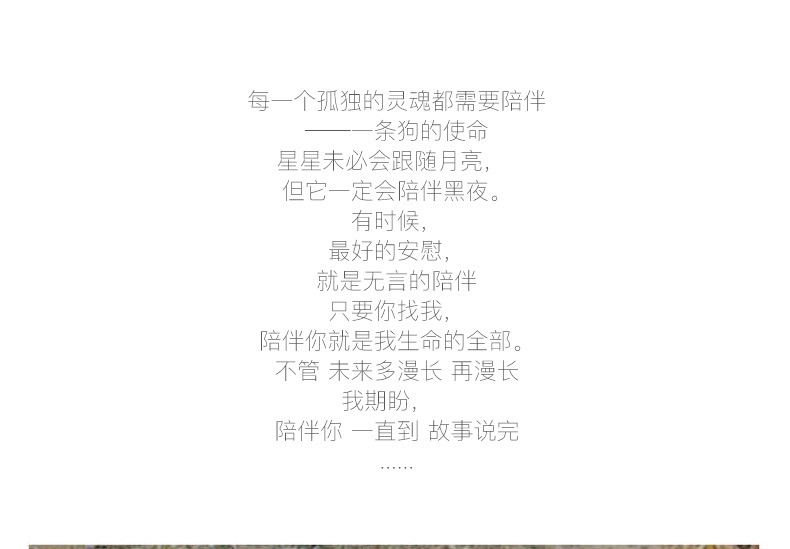 每一个孤独的灵魂都需要陪伴
———一条狗的使命
星星未必会跟随月亮，
但它一定会陪伴黑夜。
有时候，
最好的安慰，
就是无言的陪伴
只要你找我，
陪伴你就是我生命的全部。
不管 未来多漫长 再漫长
我期盼，
陪伴你 一直到 故事说完
……